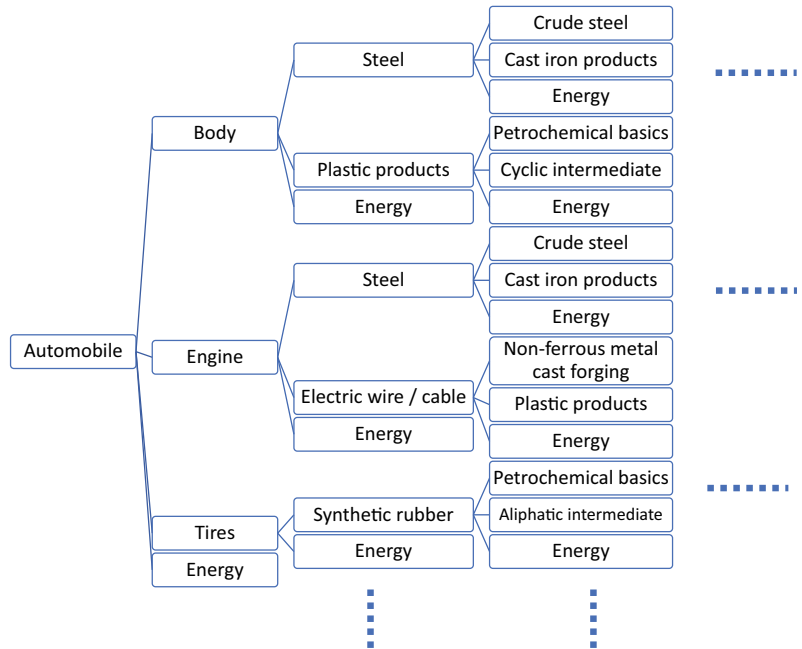 Crude steel
Steel
Cast iron products
Energy
Body
Petrochemical basics
Plastic products
Cyclic intermediate
Energy
Energy
Crude steel
Steel
Cast iron products
Energy
Automobile
Engine
Non-ferrous metal
cast forging
Electric wire / cable
Plastic products
Energy
Energy
Petrochemical basics
Synthetic rubber
Aliphatic intermediate
Tires
Energy
Energy
Energy